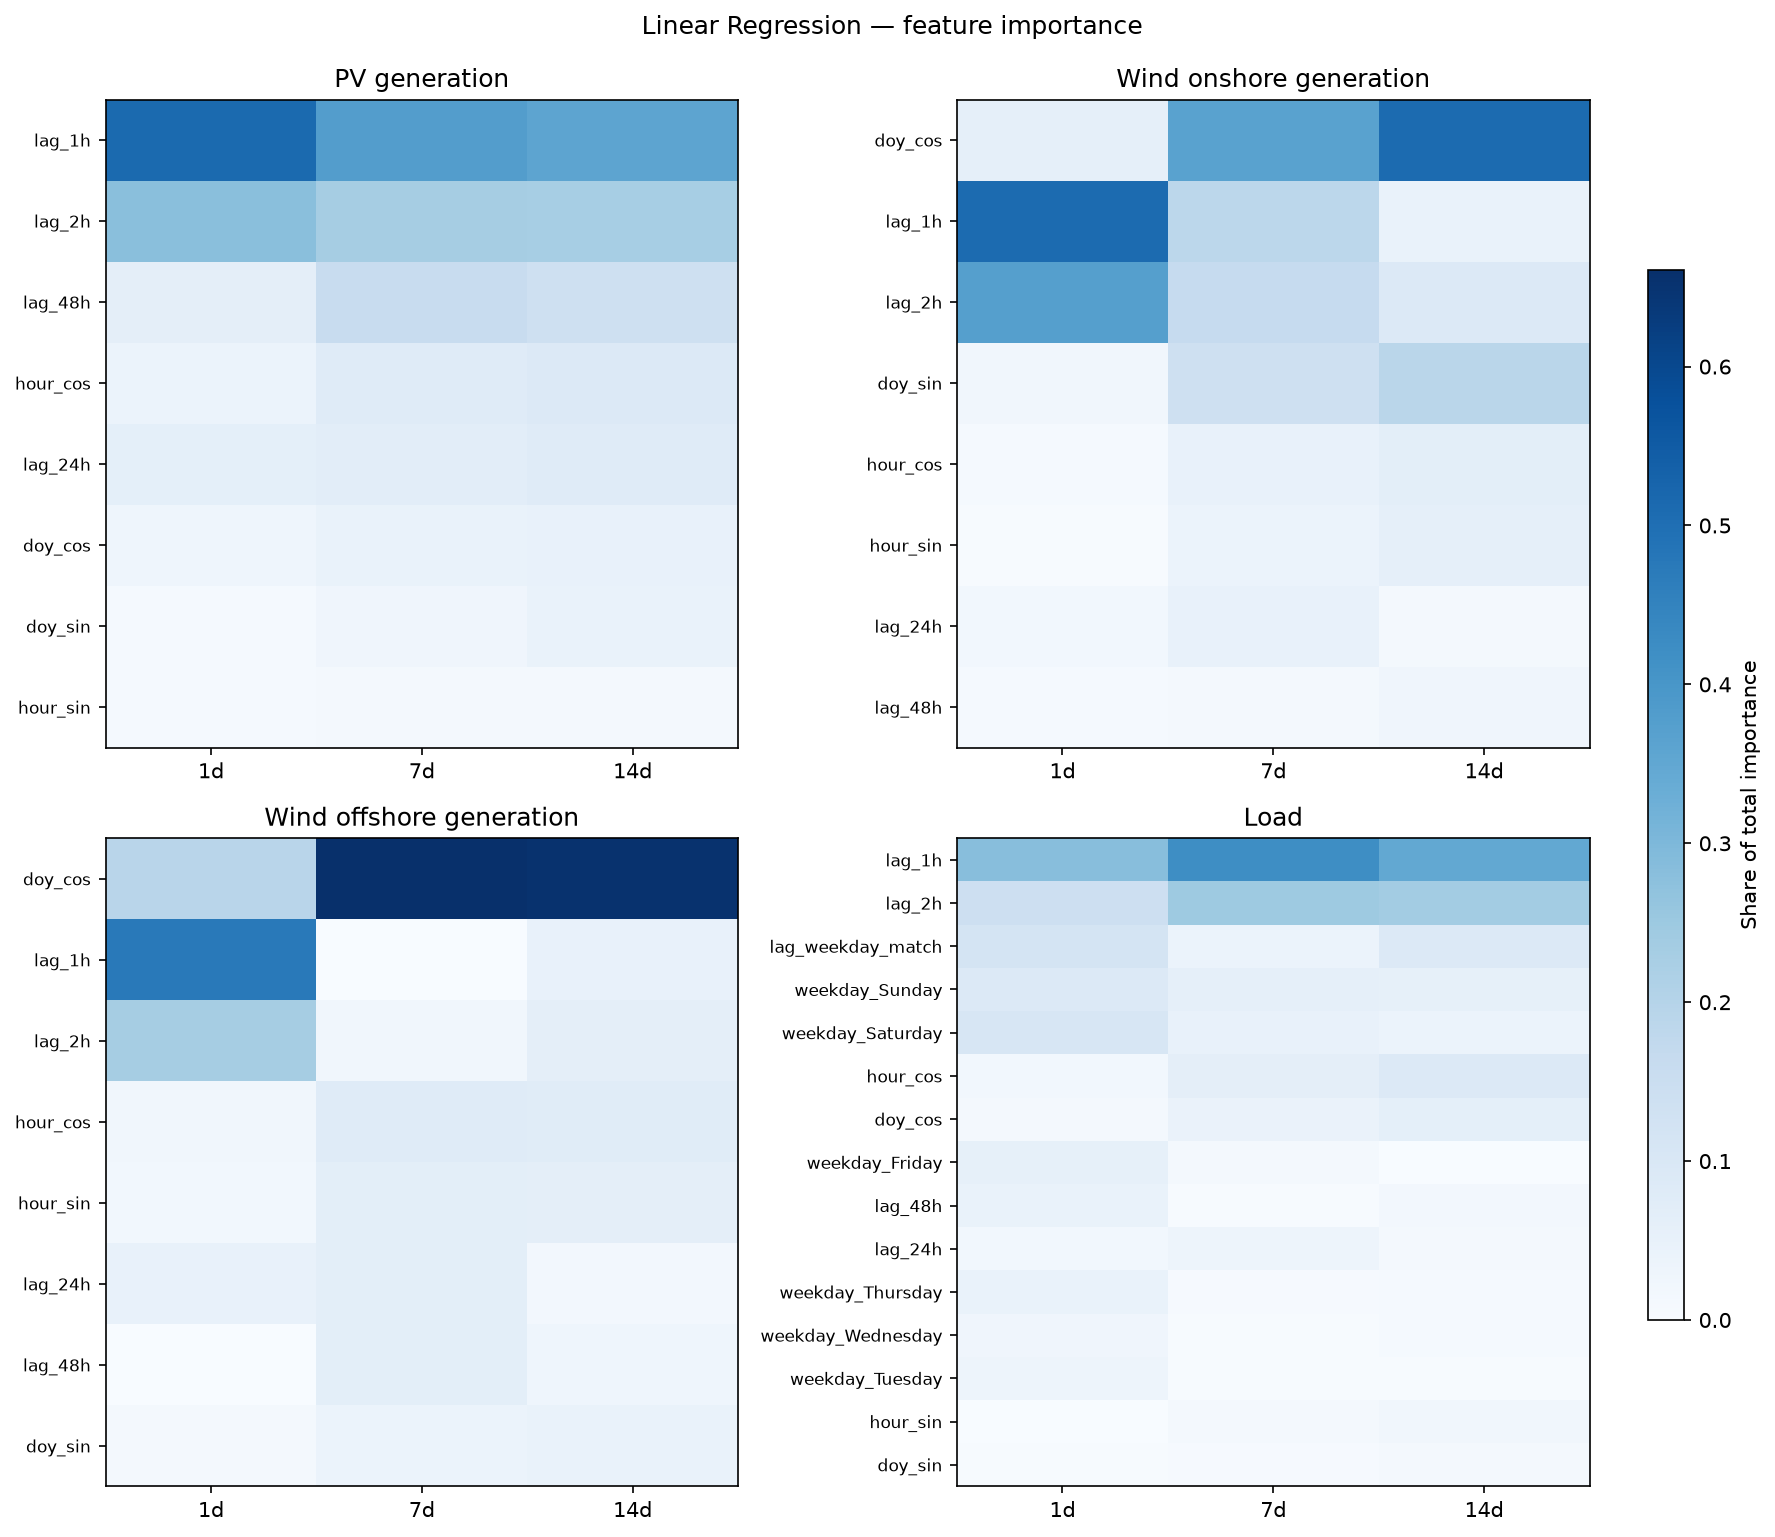 Linear Regression — feature importance
PV generation
lag_1h
lag_2h
lag_48h
hour_cos
lag_24h
doy_cos
doy_sin
hour_sin
1d 7d 14d
Wind onshore generation
doy_cos
lag_1h
lag_2h
doy_sin
hour_cos
hour_sin
lag_24h
lag_48h
1d 7d 14d
Wind offshore generation
doy_cos
lag_1h
lag_2h
hour_cos
hour_sin
lag_24h
lag_48h
doy_sin
1d 7d 14d
Load
lag_1h
lag_2h
lag_weekday_match
weekday_Sunday
weekday_Saturday
hour_cos
doy_cos
weekday_Friday
lag_48h
lag_24h
weekday_Thursday
weekday_Wednesday
weekday_Tuesday
hour_sin
doy_sin
1d 7d 14d
0.6
0.5
0.4
0.3
0.2
0.1
0.0
Share of total importance